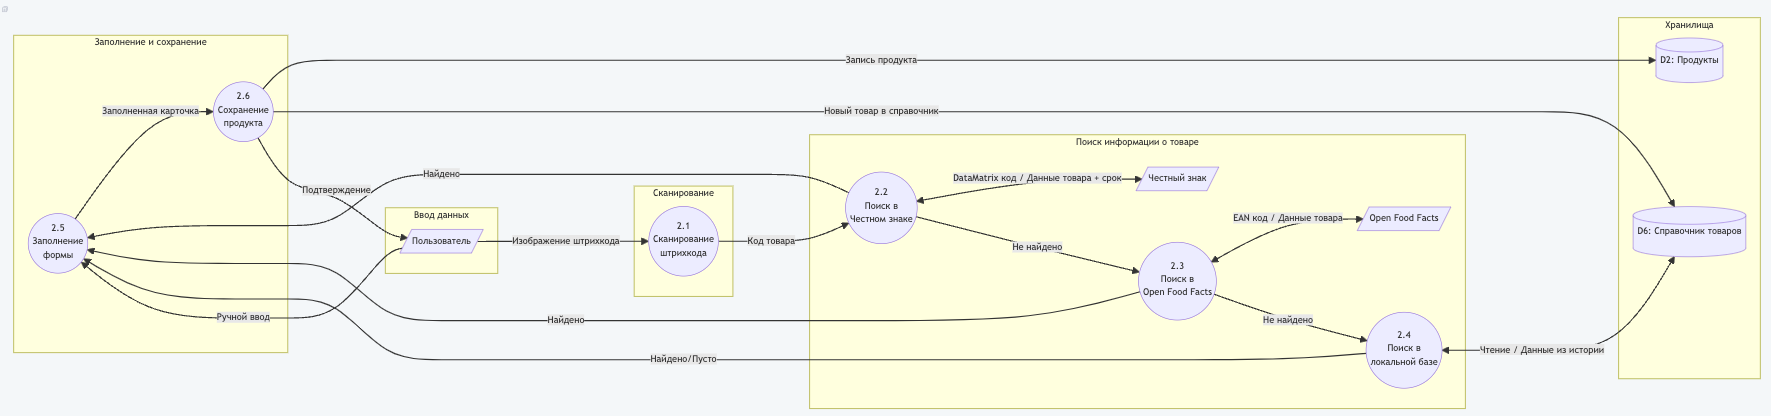 Заполнение и сохранение
2.6
Сохранение
продукта
Заполненная карточка
2.5
Заполнение
формы
Запись продукта
Новый товар в справочник
Подтверждение
Найдено
Ввод данных
Пользователь
Ручной ввод
Изображение штрихкода
Сканирование
2.1
Сканирование
штрихкода
Код товара
Найдено
Найдено/Пусто
Поиск информации о товаре
2.2
Поиск в
Честном знаке
DataMatrix код / Данные товара + срок
Честный знак
Не найдено
EAN код / Данные товара
Open Food Facts
2.3
Поиск в
Open Food Facts
Не найдено
2.4
Поиск в
локальной базе
Чтение / Данные из истории
Хранилища
D2: Продукты
D6: Справочник товаров